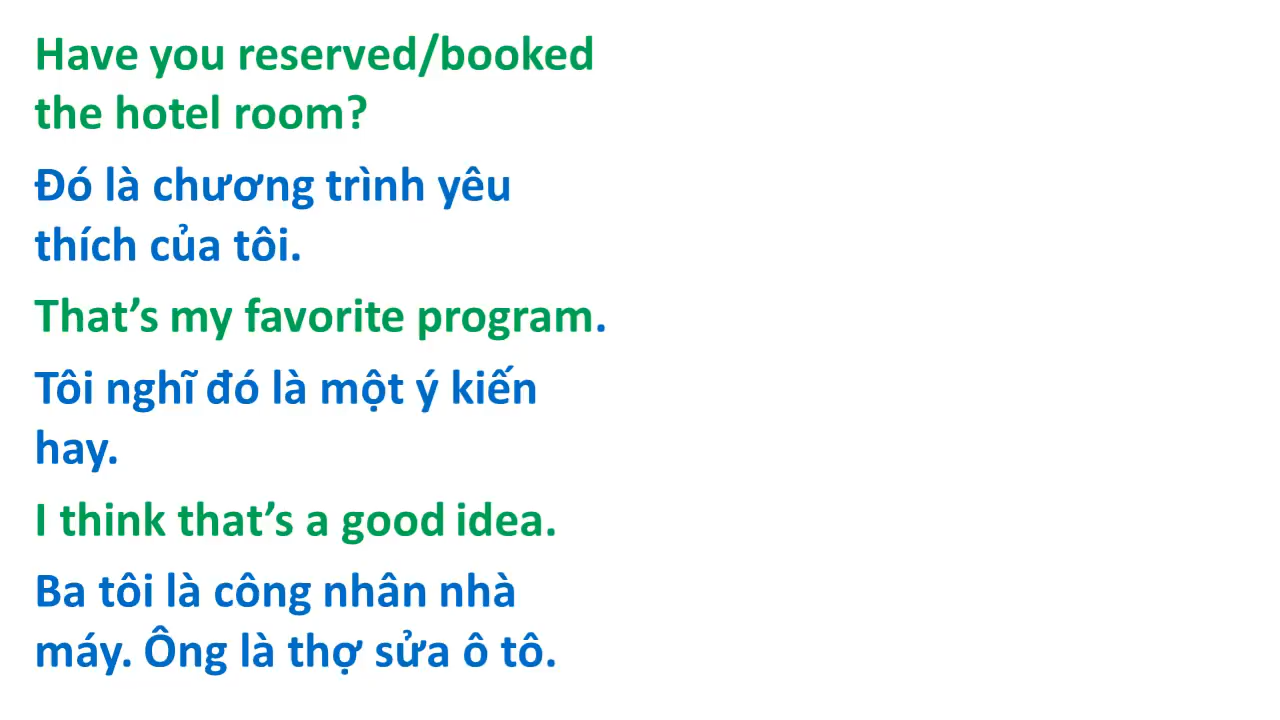 Have you reserved/booked
the hotel room?
Đó là chương trình yêu
thích của tôi.
That’s my favorite program.
Tôi nghĩ đó là một ý kiến
hay.
I think that’s a good idea.
Ba tôi là công nhân nhà
máy. Ông là thợ sửa ô tô.